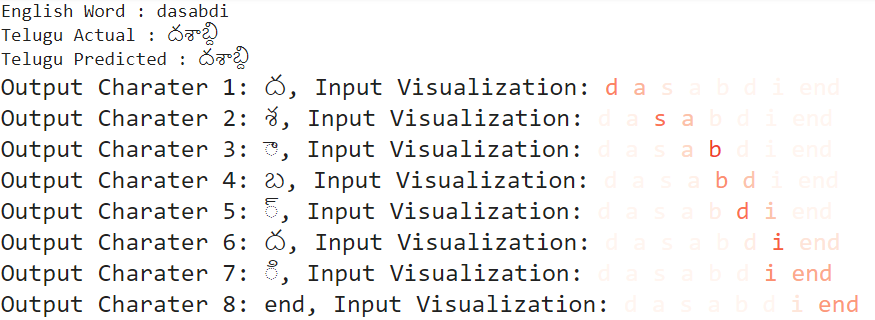 English Word : dasabdi
Telugu Actual : దశాబ్ది
Telugu Predicted : దశాబ్ది
Output Charater 1: ద, Input Visualization: d a s a b d i end
Output Charater 2: శ, Input Visualization: d a s a b d i end
Output Charater 3: ా, Input Visualization: d a s a b d i end
Output Charater 4: బ, Input Visualization: d a s a b d i end
Output Charater 5: ్, Input Visualization: d a s a b d i end
Output Charater 6: ద, Input Visualization: d a s a b d i end
Output Charater 7: ి, Input Visualization: d a s a b d i end
Output Charater 8: end, Input Visualization: d a s a b d i end